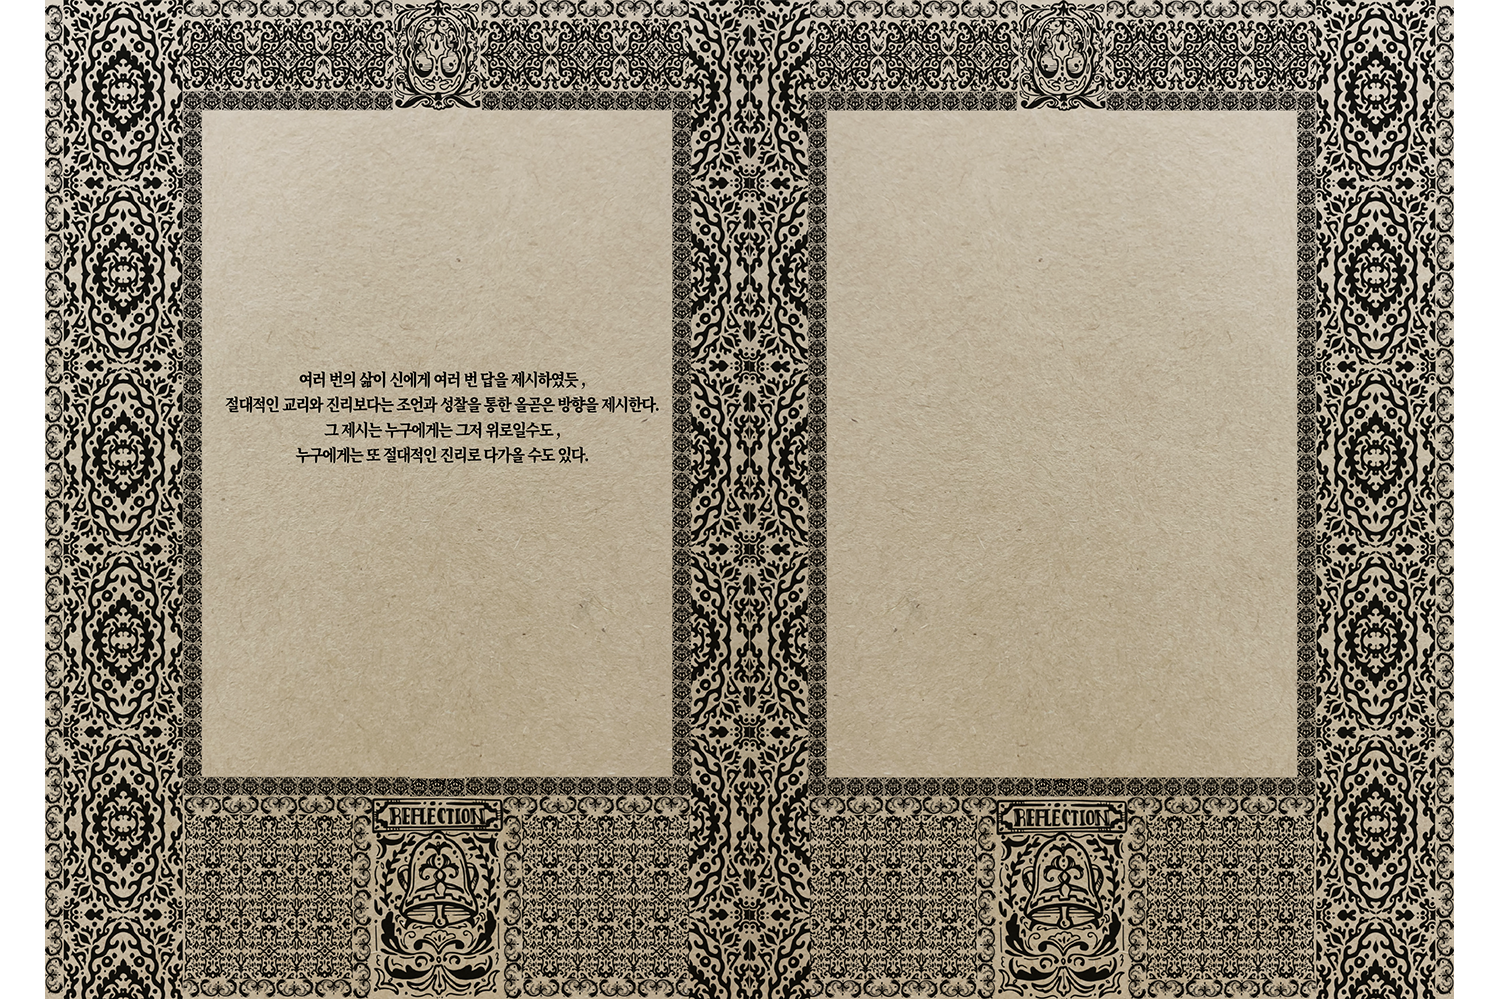 여러 번의 삶이 신에게 여러 번 답을 제시하였듯,
절대적인 교리와 진리보다는 조언과 성찰을 통한 올곧은 방향을 제시한다.
그 제시는 누구에게는 그저 위로일수도,
누구에게는 또 절대적인 진리로 다가올 수도 있다.
REFLECTION
REFLECTION